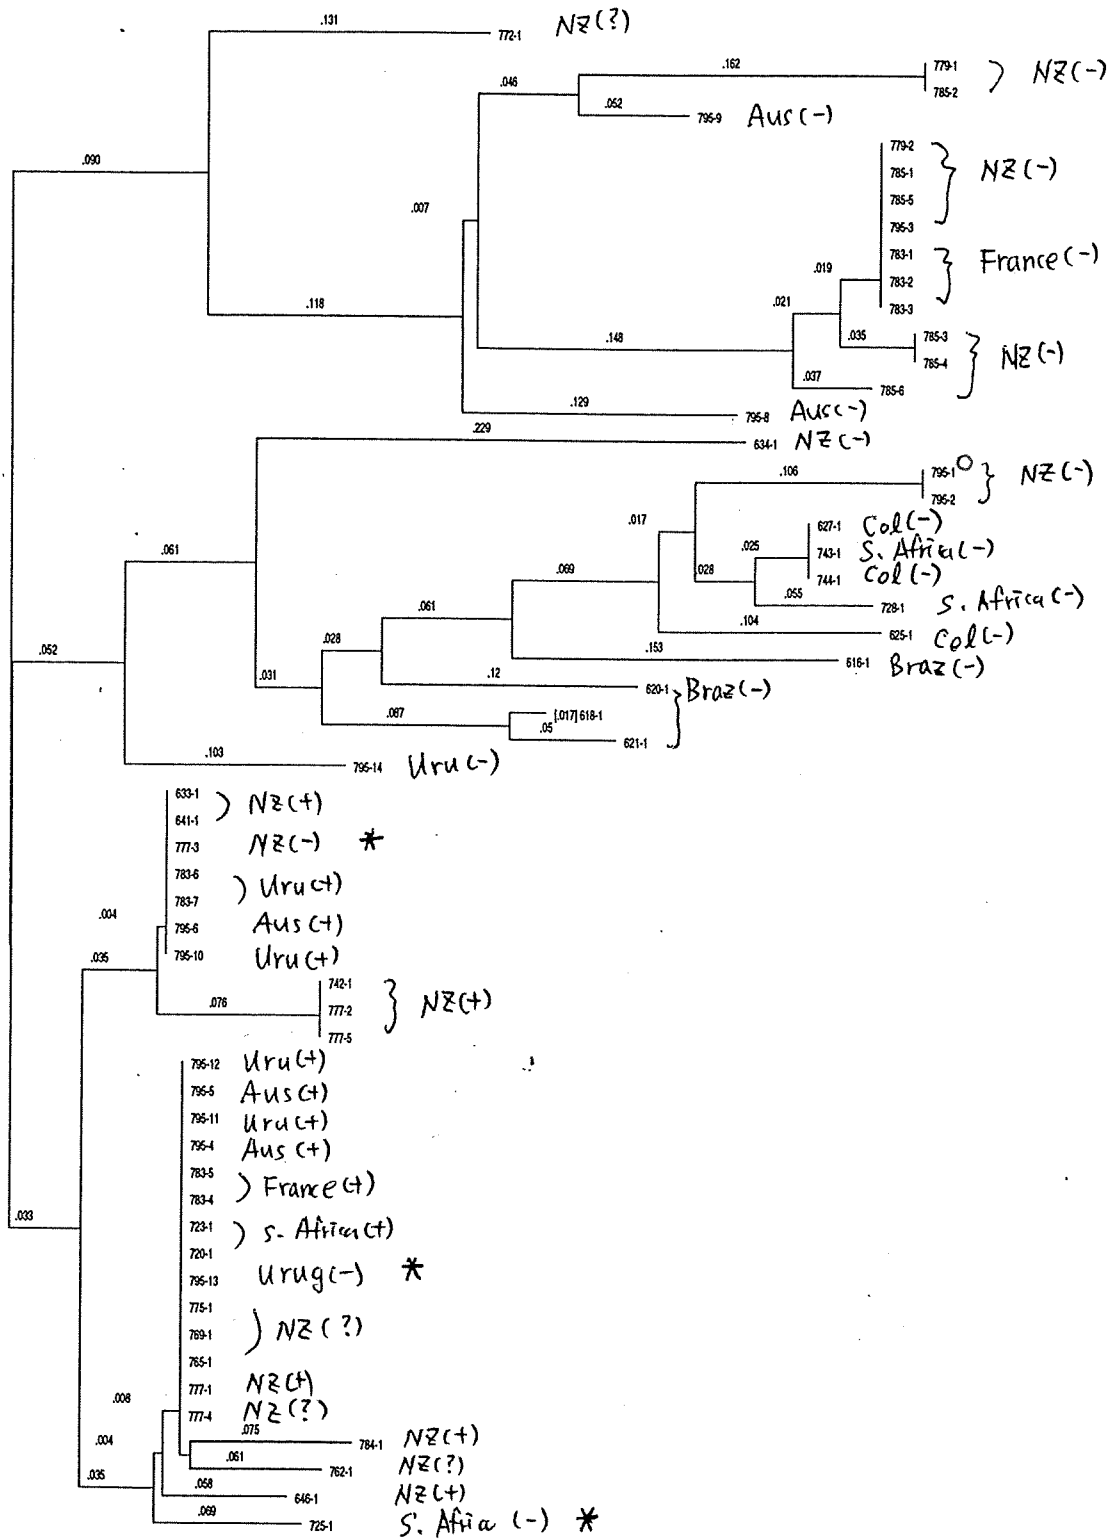 .131
772-1 NZ(?)
.162
779-1
785-2
) NZ(-)
.046
.052
795-9 Aus(-)
.090
779-2
785-1
785-5
795-3
} NZ(-)
783-1
783-2
783-3
} France(-)
.007
.019
.021
.118
.148
.035
785-3
785-4
} NZ(-)
.037
785-6
.129
795-8 Aus(-)
.229
634-1 NZ(-)
.106
795-1 O
795-2
} NZ(-)
.017
627-1 Col(-)
743-1 S. Africa(-)
744-1 Col(-)
.025
.061
.028
.069
.055
728-1 S. Africa(-)
.104
625-1 Col(-)
.061
.153
616-1 Braz(-)
.028
.052
.031
.12
620-1 } Braz(-)
.087
[.017] 618-1
.05
621-1
.103
795-14 Uru(-)
633-1
641-1
) NZ(+)
777-3 NZ(-) *
783-6
783-7
) Uru(+)
795-6 Aus(+)
795-10 Uru(+)
.004
.035
742-1
777-2
777-5
} NZ(+)
.076
795-12 Uru(+)
795-5 Aus(+)
795-11 Uru(+)
795-4 Aus(+)
783-5
783-4
) France(+)
723-1
720-1
) S. Africa(+)
.033
795-13 Urug(-) *
775-1
769-1
765-1
) NZ(?)
777-1 NZ(+)
777-4 NZ(?)
.008
.075
784-1 NZ(+)
.004
.061
762-1 NZ(?)
.035
.058
646-1 NZ(+)
.069
725-1 S. Africa (-) *